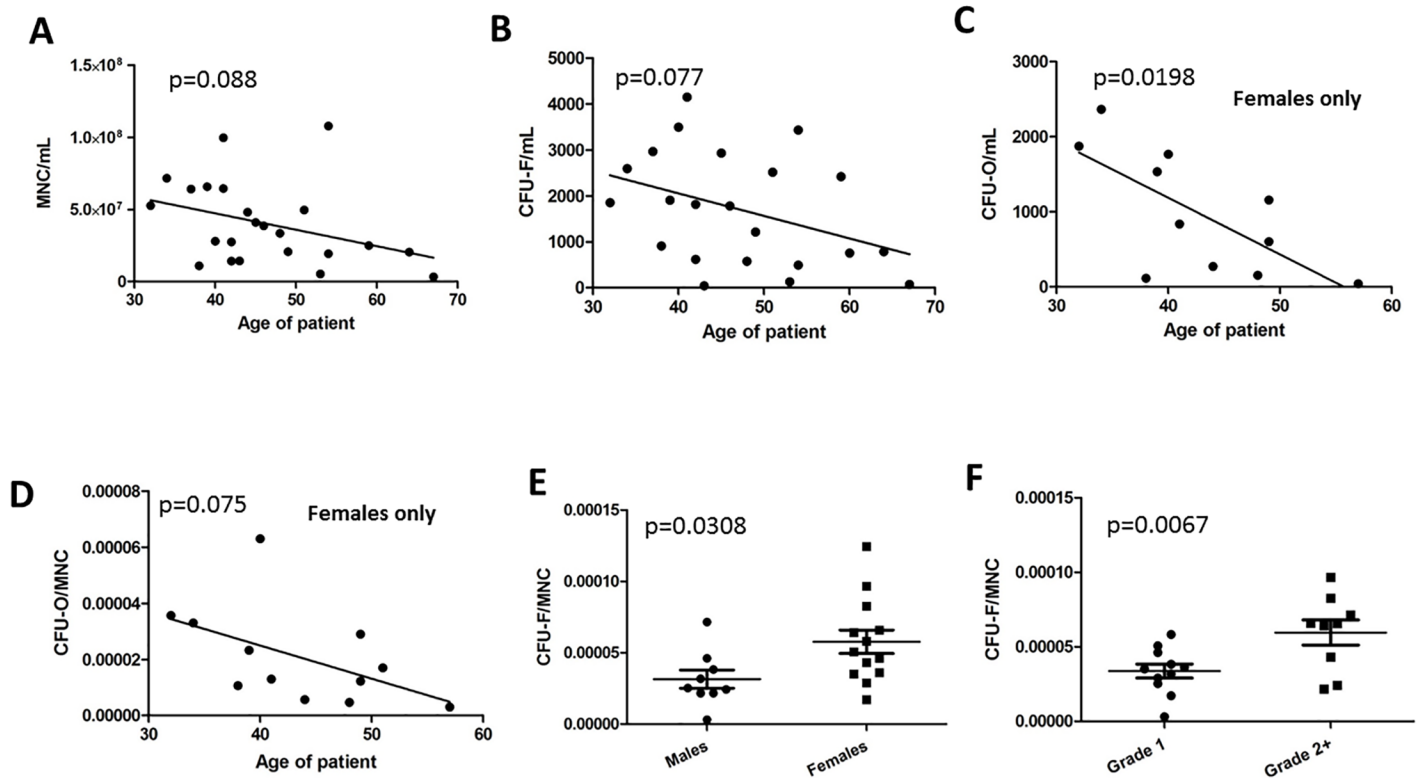 A
p=0.088
MNC/mL
1.5×10⁸
1.0×10⁸
5.0×10⁷
0
30 40 50 60 70
Age of patient
B
p=0.077
CFU-F/mL
5000
4000
3000
2000
1000
0
30 40 50 60 70
Age of patient
C
p=0.0198
Females only
CFU-O/mL
3000
2000
1000
0
30 40 50 60
Age of patient
D
p=0.075
Females only
CFU-O/MNC
0.00008
0.00006
0.00004
0.00002
0.00000
30 40 50 60
Age of patient
E
p=0.0308
CFU-F/MNC
0.00015
0.00010
0.00005
0.00000
Males
Females
F
p=0.0067
CFU-F/MNC
0.00015
0.00010
0.00005
0.00000
Grade 1
Grade 2+